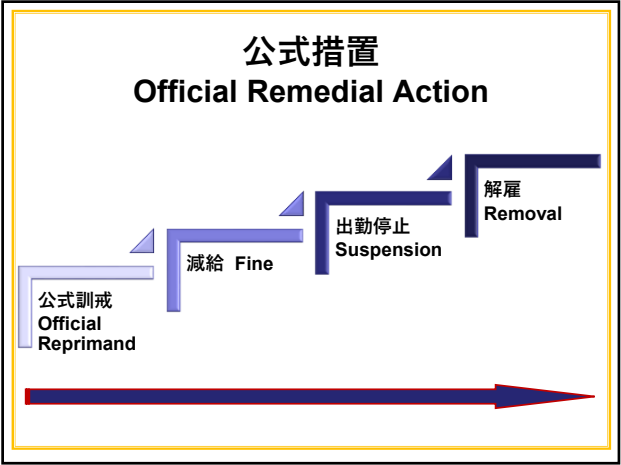 公式措置
Official Remedial Action
公式訓戒
Official
Reprimand
減給 Fine
出勤停止
Suspension
解雇
Removal